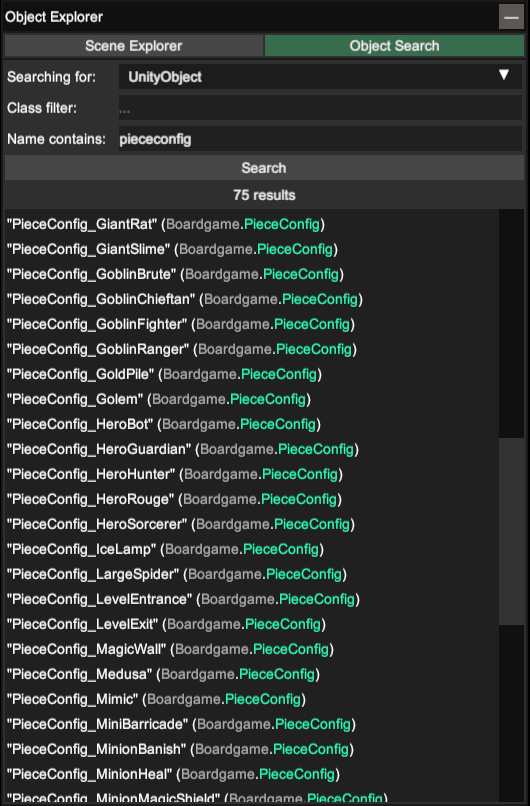 Object Explorer
—
Scene Explorer
Object Search
Searching for: UnityObject ▼
Class filter: ...
Name contains: piececonfig
Search
75 results
"PieceConfig_GiantRat" (Boardgame.PieceConfig)
"PieceConfig_GiantSlime" (Boardgame.PieceConfig)
"PieceConfig_GoblinBrute" (Boardgame.PieceConfig)
"PieceConfig_GoblinChieftan" (Boardgame.PieceConfig)
"PieceConfig_GoblinFighter" (Boardgame.PieceConfig)
"PieceConfig_GoblinRanger" (Boardgame.PieceConfig)
"PieceConfig_GoldPile" (Boardgame.PieceConfig)
"PieceConfig_Golem" (Boardgame.PieceConfig)
"PieceConfig_HeroBot" (Boardgame.PieceConfig)
"PieceConfig_HeroGuardian" (Boardgame.PieceConfig)
"PieceConfig_HeroHunter" (Boardgame.PieceConfig)
"PieceConfig_HeroRouge" (Boardgame.PieceConfig)
"PieceConfig_HeroSorcerer" (Boardgame.PieceConfig)
"PieceConfig_IceLamp" (Boardgame.PieceConfig)
"PieceConfig_LargeSpider" (Boardgame.PieceConfig)
"PieceConfig_LevelEntrance" (Boardgame.PieceConfig)
"PieceConfig_LevelExit" (Boardgame.PieceConfig)
"PieceConfig_MagicWall" (Boardgame.PieceConfig)
"PieceConfig_Medusa" (Boardgame.PieceConfig)
"PieceConfig_Mimic" (Boardgame.PieceConfig)
"PieceConfig_MiniBarricade" (Boardgame.PieceConfig)
"PieceConfig_MinionBanish" (Boardgame.PieceConfig)
"PieceConfig_MinionHeal" (Boardgame.PieceConfig)
"PieceConfig_MinionMagicShield" (Boardgame.PieceConfig)